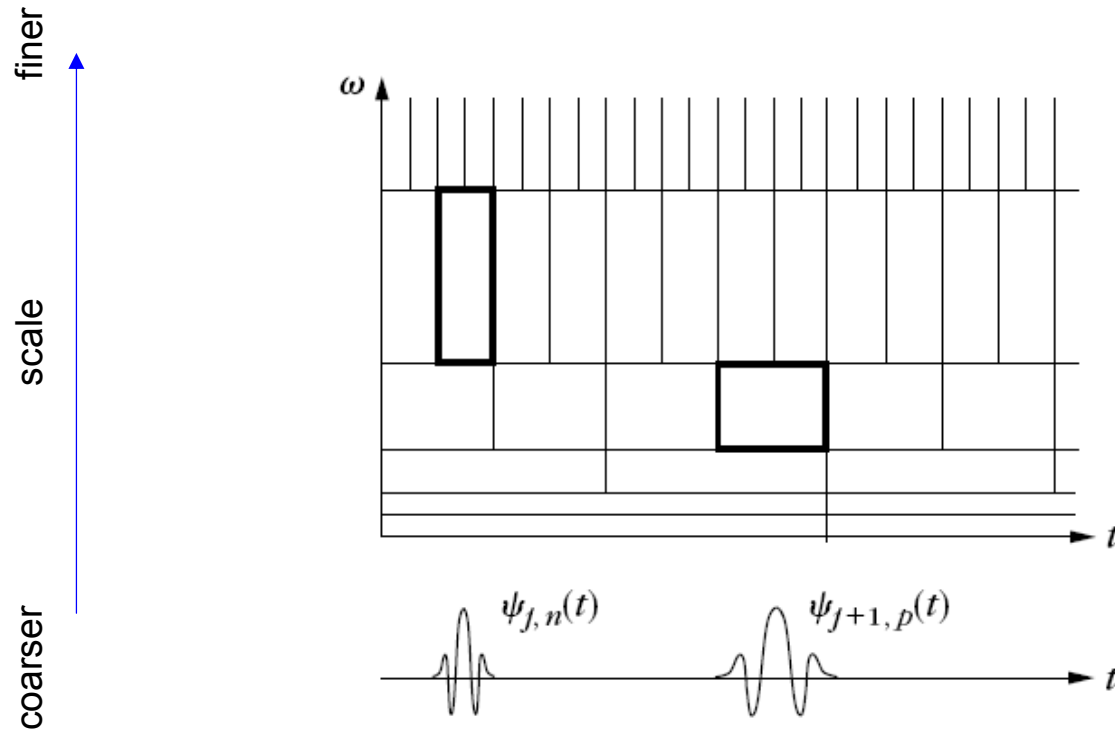 finer
scale
coarser
ω
t
ψj, n(t)
ψj+1, p(t)
t